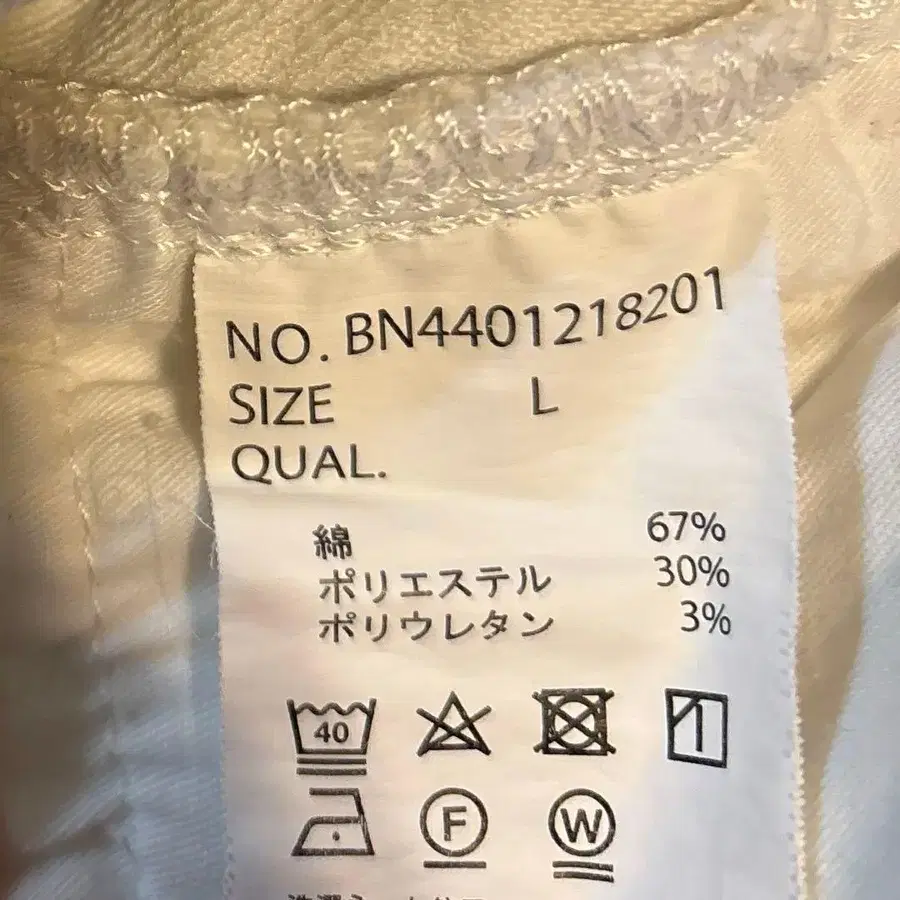 NO. BN4401218201
SIZE L
QUAL.
綿 67%
ポリエステル 30%
ポリウレタン 3%
40
F W